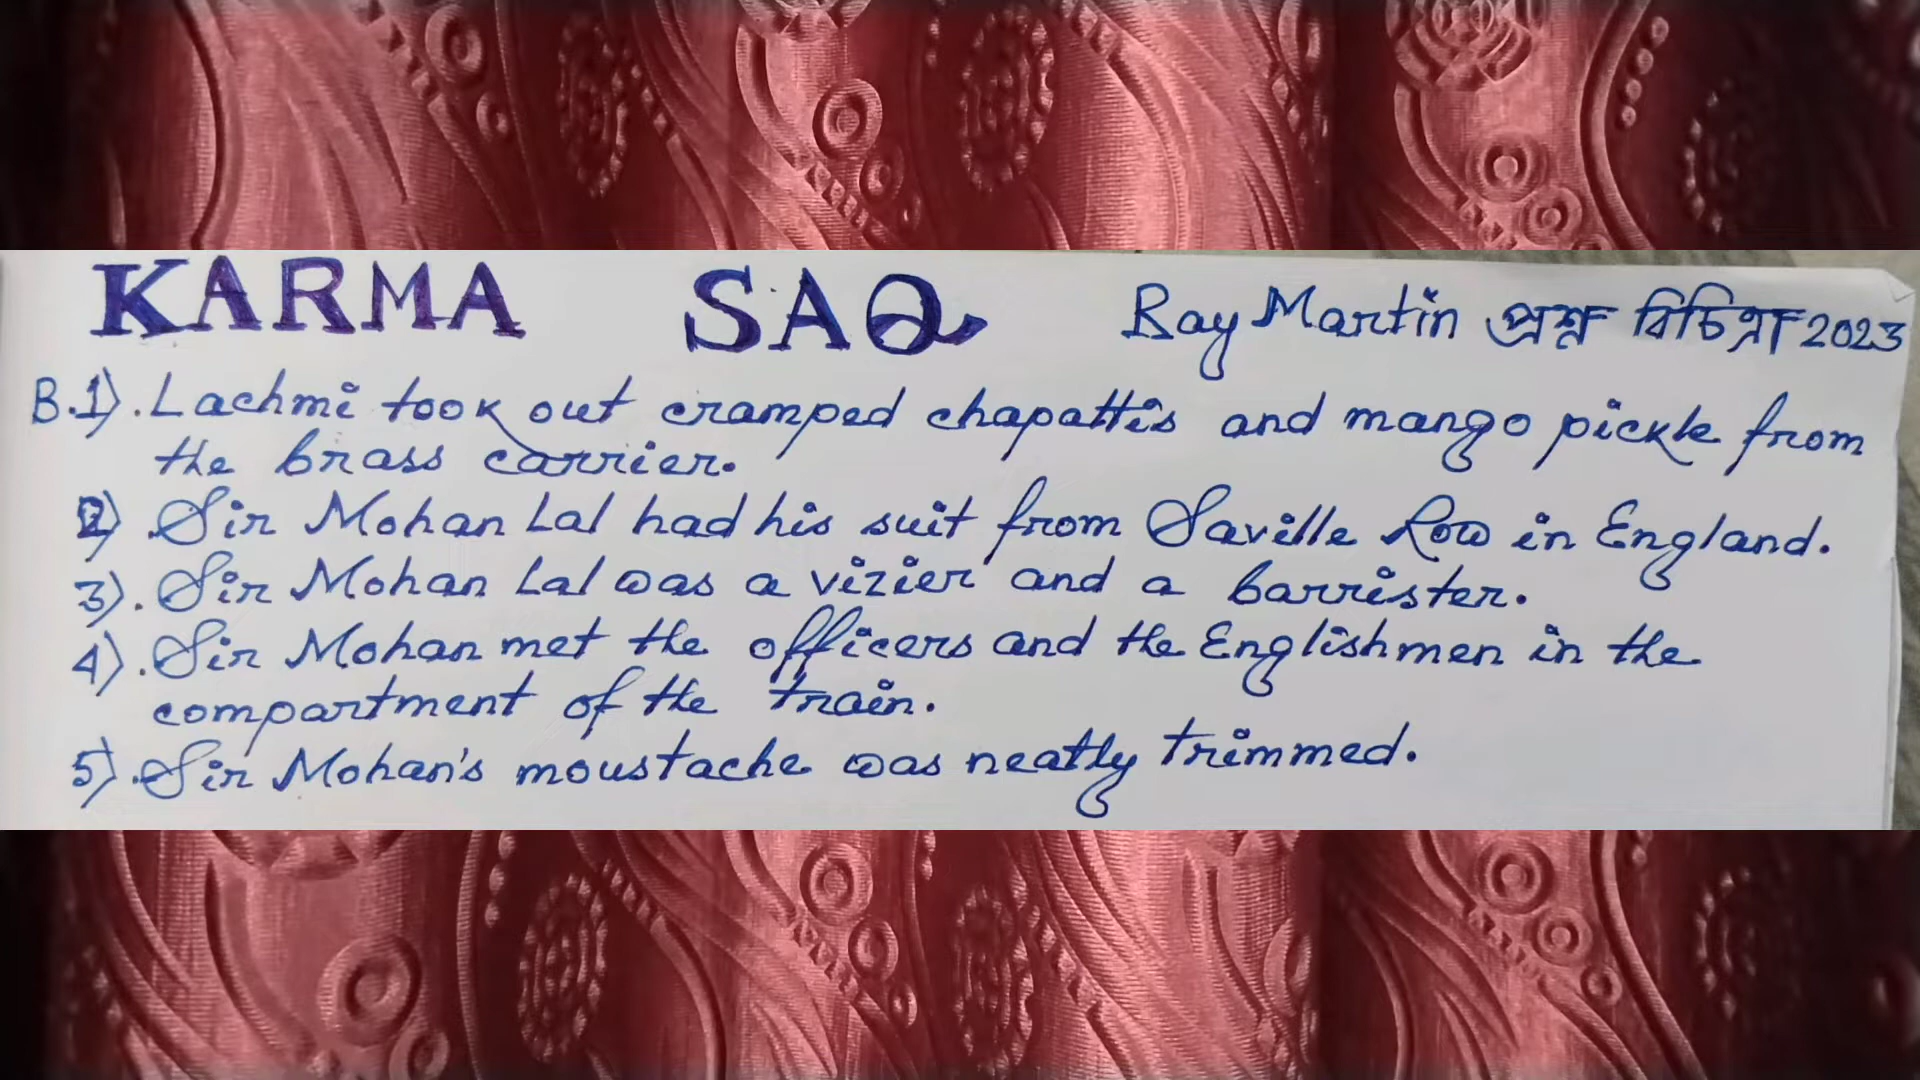 KARMA SAQ Ray Martin প্রশ্ন বিচিত্রা 2023
B.1). Lachmi took out cramped chapattis and mango pickle from
the brass carrier.
2). Sir Mohan Lal had his suit from Saville Row in England.
3). Sir Mohan Lal was a vizier and a barrister.
4). Sir Mohan met the officers and the Englishmen in the
compartment of the train.
5). Sir Mohan's moustache was neatly trimmed.